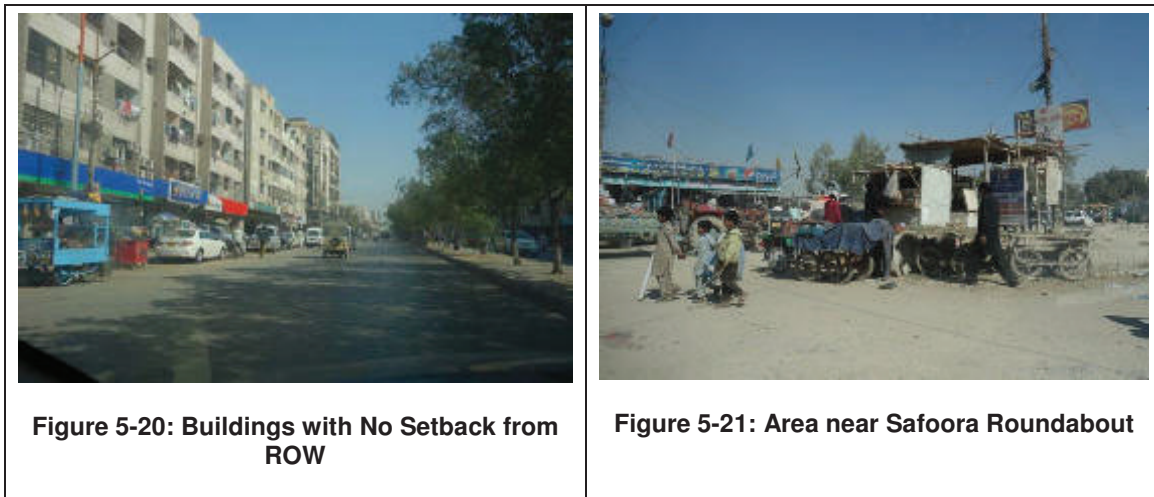 Figure 5-20: Buildings with No Setback from
ROW
Figure 5-21: Area near Safoora Roundabout